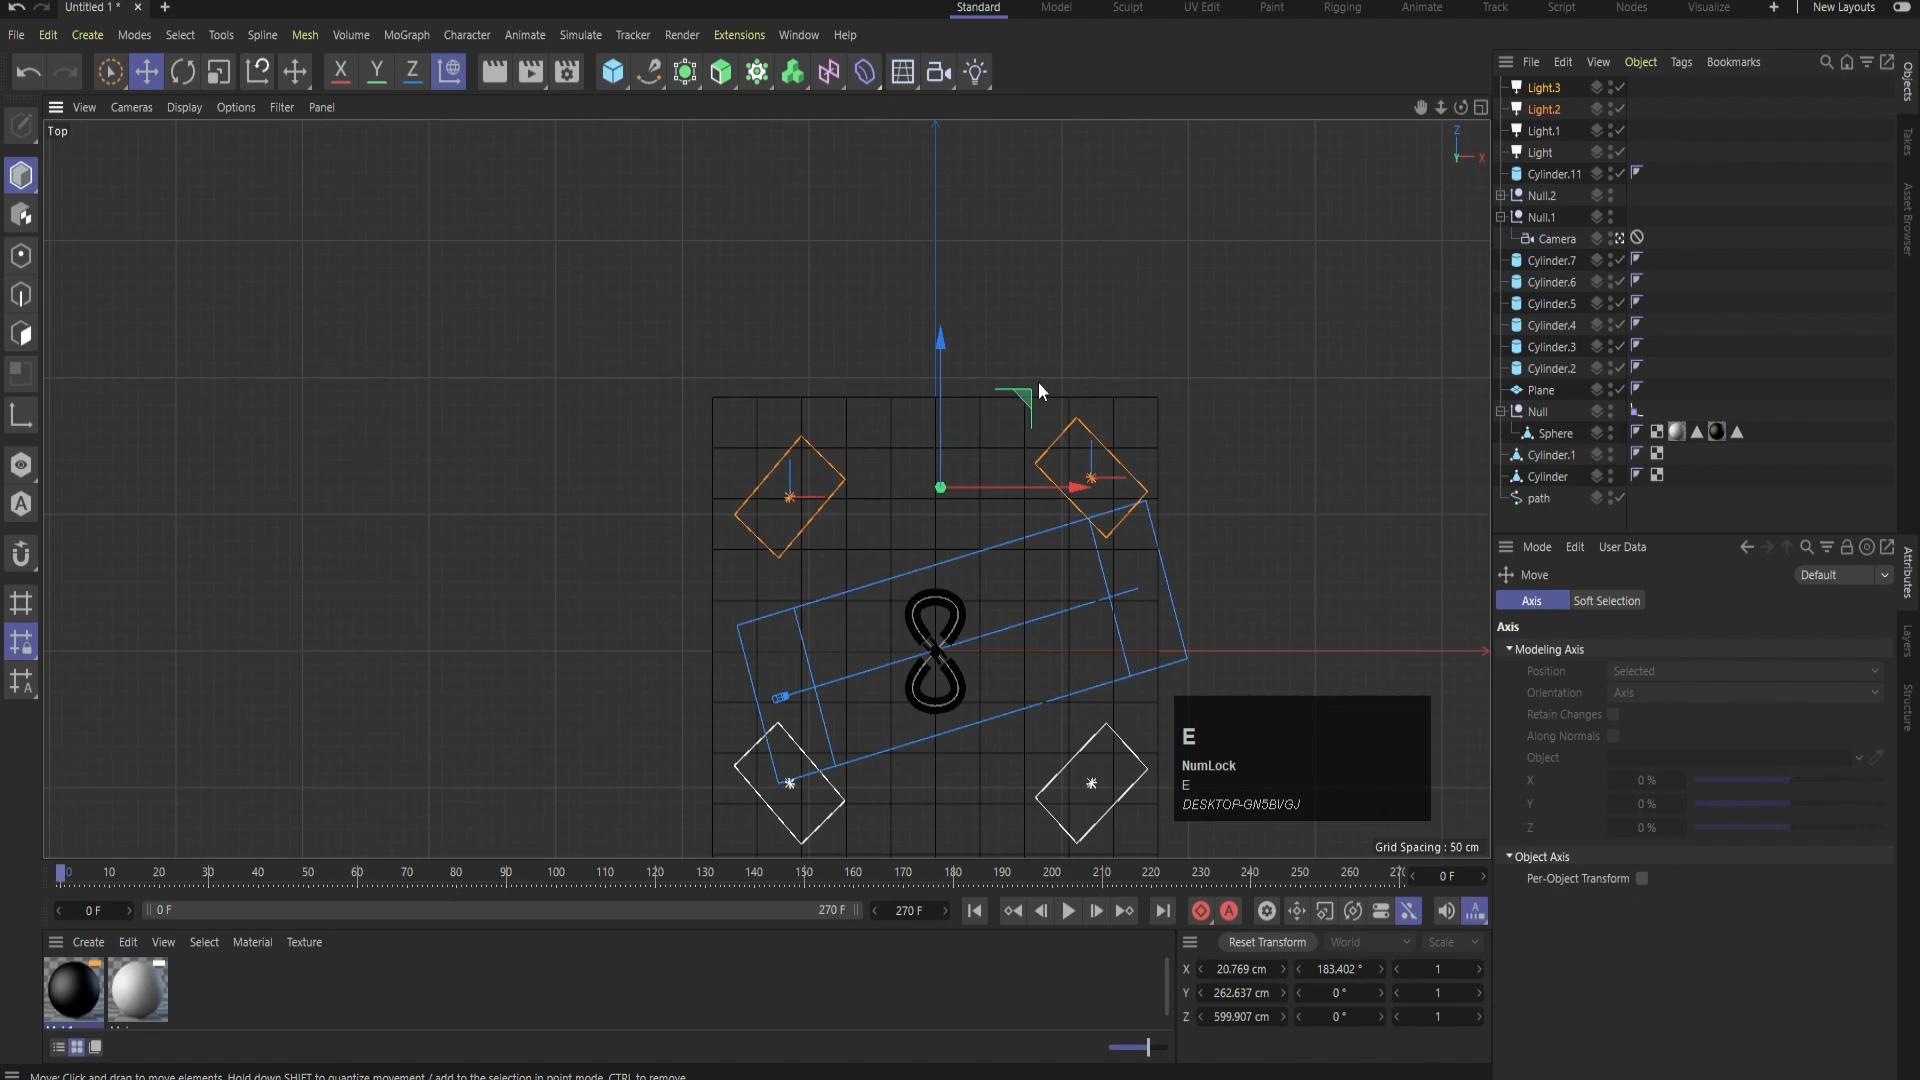 Untitled 1 *
Standard
Model
Sculpt
UV Edit
Paint
Rigging
Animate
Track
Script
Nodes
Visualize
New Layouts
File Edit Create Modes Select Tools Spline Mesh Volume MoGraph Character Animate Simulate Tracker Render Extensions Window Help
X Y Z
View Cameras Display Options Filter Panel
Top
Z
Y X
File Edit View Object Tags Bookmarks
Light.3
Light.2
Light.1
Light
Cylinder.11
Null.2
Null.1
Camera
Cylinder.7
Cylinder.6
Cylinder.5
Cylinder.4
Cylinder.3
Cylinder.2
Plane
Null
Sphere
Cylinder.1
Cylinder
path
Objects
Takes
Asset Browser
Attributes
Layers
Structure
Mode Edit User Data
Move
Default
Axis Soft Selection
Axis
Modeling Axis
Position Selected
Orientation Axis
Retain Changes
Along Normals
Object
X 0 %
Y 0 %
Z 0 %
Object Axis
Per-Object Transform
E
NumLock
E
DESKTOP-GN5BVGJ
Grid Spacing : 50 cm
0 10 20 30 40 50 60 70 80 90 100 110 120 130 140 150 160 170 180 190 200 210 220 230 240 250 260 270
0 F
0 F
0 F
270 F
270 F
Create Edit View Select Material Texture
Reset Transform World Scale
X 20.769 cm 183.402 ° 1
Y 262.637 cm 0 ° 1
Z 599.907 cm 0 ° 1
Move: Click and drag to move elements. Hold down SHIFT to quantize movement / add to the selection in point mode, CTRL to remove.